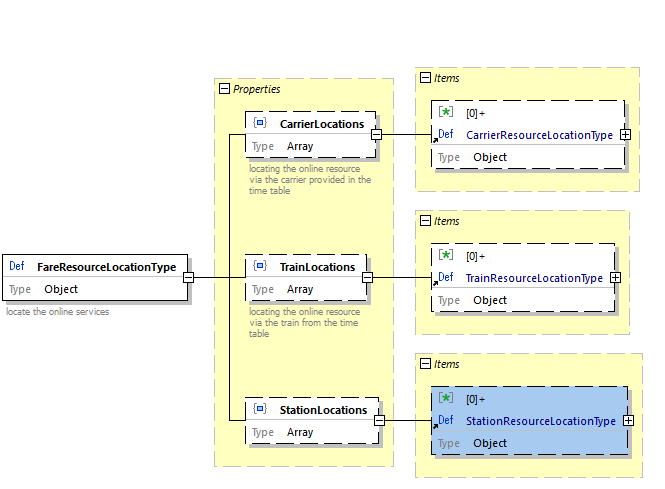 Properties
CarrierLocations
Type Array
locating the online resource
via the carrier provided in the
time table
Items
[0]+
Def CarrierResourceLocationType
Type Object
Def FareResourceLocationType
Type Object
locate the online services
TrainLocations
Type Array
locating the online resource
via the train from the time
table
Items
[0]+
Def TrainResourceLocationType
Type Object
StationLocations
Type Array
Items
[0]+
Def StationResourceLocationType
Type Object